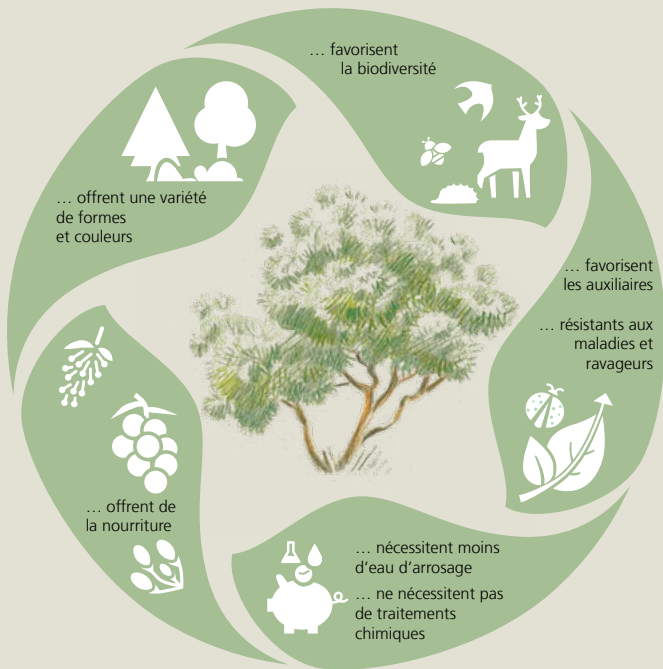 … favorisent
la biodiversité
… offrent une variété
de formes
et couleurs
… favorisent
les auxiliaires
… résistants aux
maladies et
ravageurs
… offrent de
la nourriture
… nécessitent moins
d'eau d'arrosage
… ne nécessitent pas
de traitements
chimiques